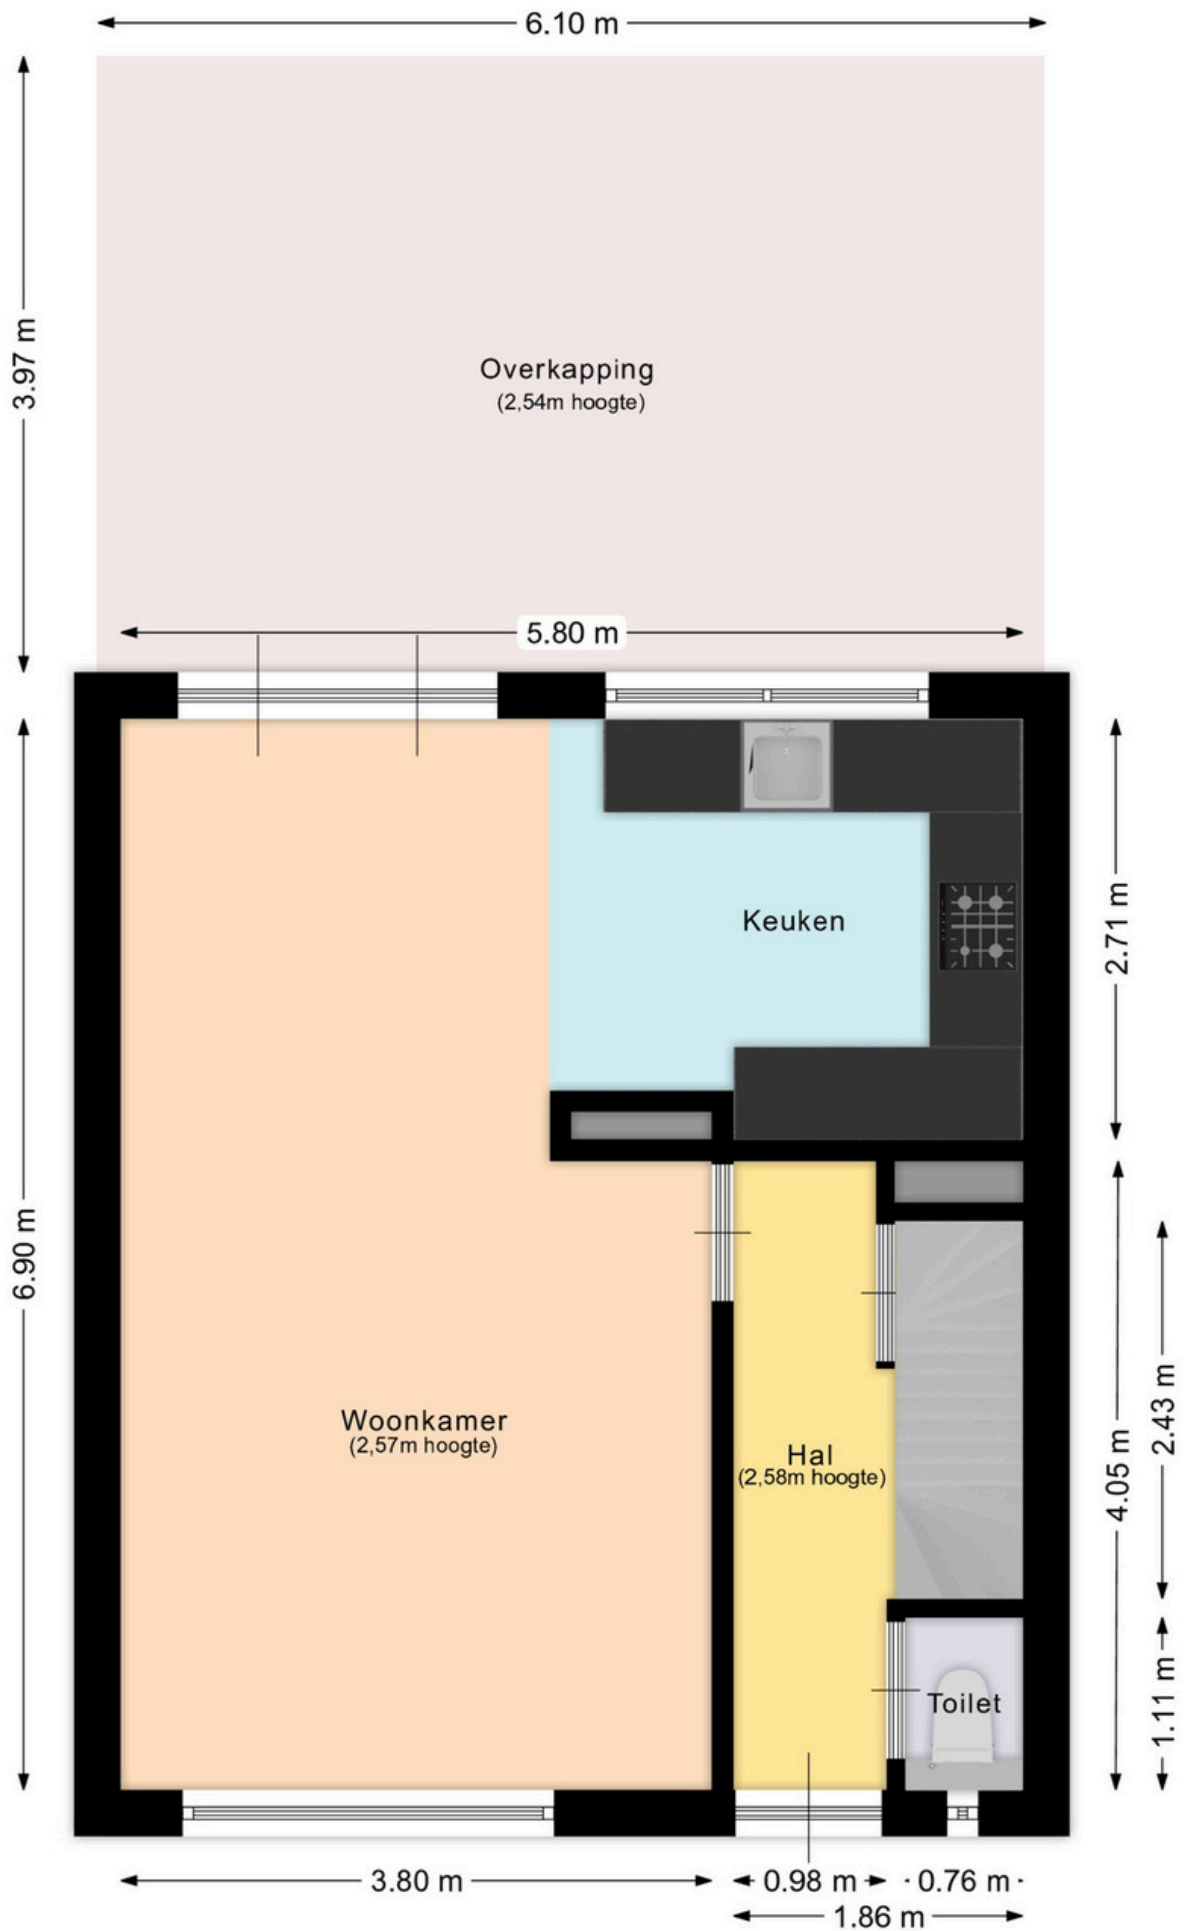 6.10 m
3.97 m
Overkapping
(2,54m hoogte)
5.80 m
Keuken
2.71 m
6.90 m
Woonkamer
(2,57m hoogte)
Hal
(2,58m hoogte)
2.43 m
4.05 m
Toilet
1.11 m
3.80 m
0.98 m
0.76 m
1.86 m